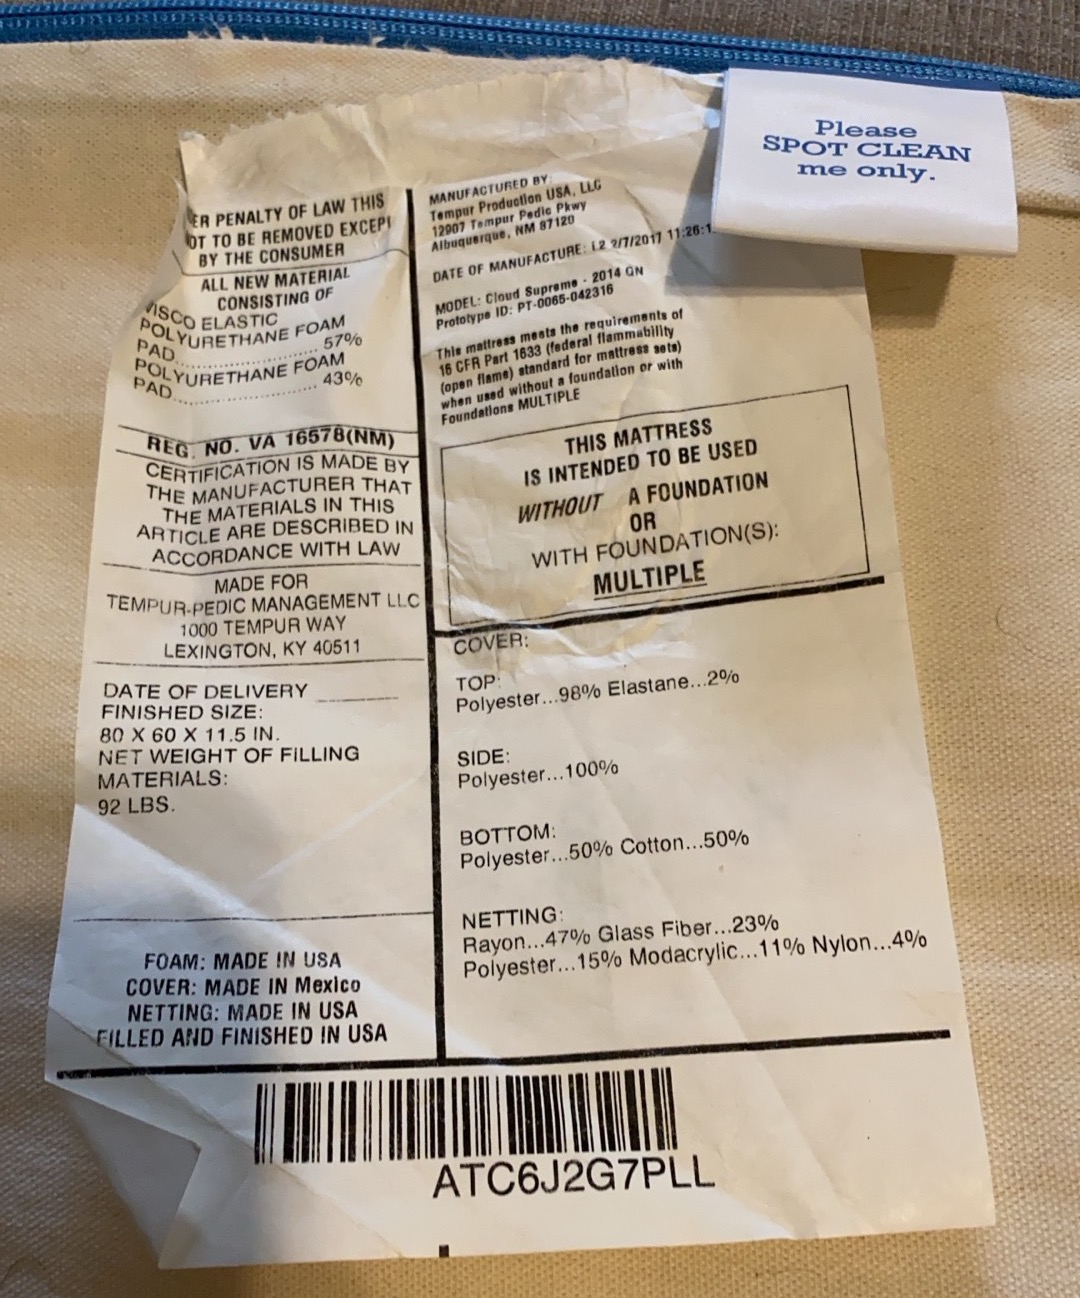 Please
SPOT CLEAN
me only.
ER PENALTY OF LAW THIS
OT TO BE REMOVED EXCEPT
BY THE CONSUMER
ALL NEW MATERIAL
CONSISTING OF
VISCO ELASTIC
POLYURETHANE FOAM
PAD.................... 57%
POLYURETHANE FOAM
PAD.................... 43%
REG. NO. VA 16578(NM)
CERTIFICATION IS MADE BY
THE MANUFACTURER THAT
THE MATERIALS IN THIS
ARTICLE ARE DESCRIBED IN
ACCORDANCE WITH LAW
MADE FOR
TEMPUR-PEDIC MANAGEMENT LLC
1000 TEMPUR WAY
LEXINGTON, KY 40511
DATE OF DELIVERY
FINISHED SIZE:
80 X 60 X 11.5 IN.
NET WEIGHT OF FILLING
MATERIALS:
92 LBS.
FOAM: MADE IN USA
COVER: MADE IN Mexico
NETTING: MADE IN USA
FILLED AND FINISHED IN USA
MANUFACTURED BY:
Tempur Production USA, LLC
12907 Tempur Pedic Pkwy
Albuquerque, NM 87120
DATE OF MANUFACTURE: L2 2/7/2017 11:26:1
MODEL: Cloud Supreme - 2014 QN
Prototype ID: PT-0065-042316
This mattress meets the requirements of
16 CFR Part 1633 (federal flammability
(open flame) standard for mattress sets)
when used without a foundation or with
Foundations MULTIPLE
THIS MATTRESS
IS INTENDED TO BE USED
WITHOUT A FOUNDATION
OR
WITH FOUNDATION(S):
MULTIPLE
COVER:
TOP:
Polyester...98% Elastane...2%
SIDE:
Polyester...100%
BOTTOM:
Polyester...50% Cotton...50%
NETTING:
Rayon...47% Glass Fiber...23%
Polyester...15% Modacrylic...11% Nylon...4%
ATC6J2G7PLL